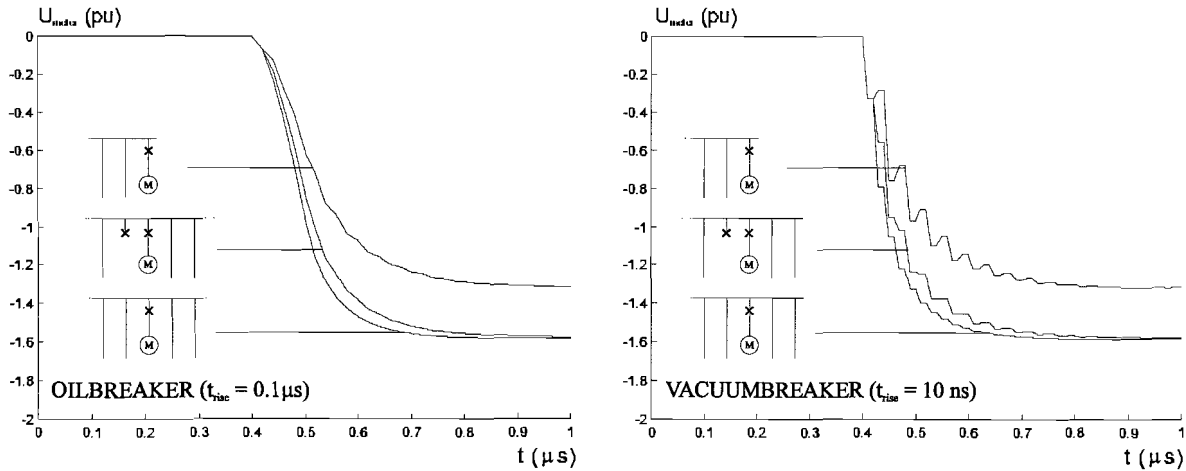 U motor (pu)
0
-0.2
-0.4
-0.6
-0.8
-1
-1.2
-1.4
-1.6
-1.8
-2
M
M
M
OILBREAKER (t rise = 0.1μs)
0 0.1 0.2 0.3 0.4 0.5 0.6 0.7 0.8 0.9 1
t (μs)
U motor (pu)
0
-0.2
-0.4
-0.6
-0.8
-1
-1.2
-1.4
-1.6
-1.8
-2
M
M
M
VACUUMBREAKER (t rise = 10 ns)
0 0.1 0.2 0.3 0.4 0.5 0.6 0.7 0.8 0.9 1
t (μs)